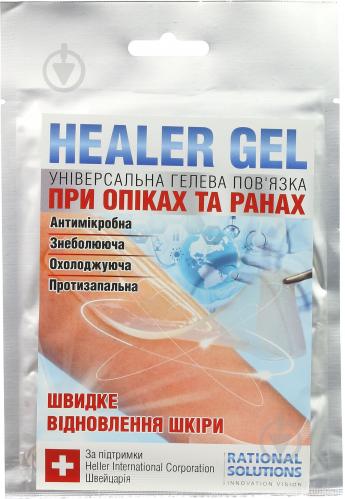 HEALER GEL
УНІВЕРСАЛЬНА ГЕЛЕВА ПОВ'ЯЗКА
ПРИ ОПІКАХ ТА РАНАХ
Антимікробна
Знеболююча
Охолоджуюча
Протизапальна
ШВИДКЕ
ВІДНОВЛЕННЯ ШКІРИ
За підтримки
Heller International Corporation
Швейцарія
RATIONAL
SOLUTIONS
INNOVATION VISION